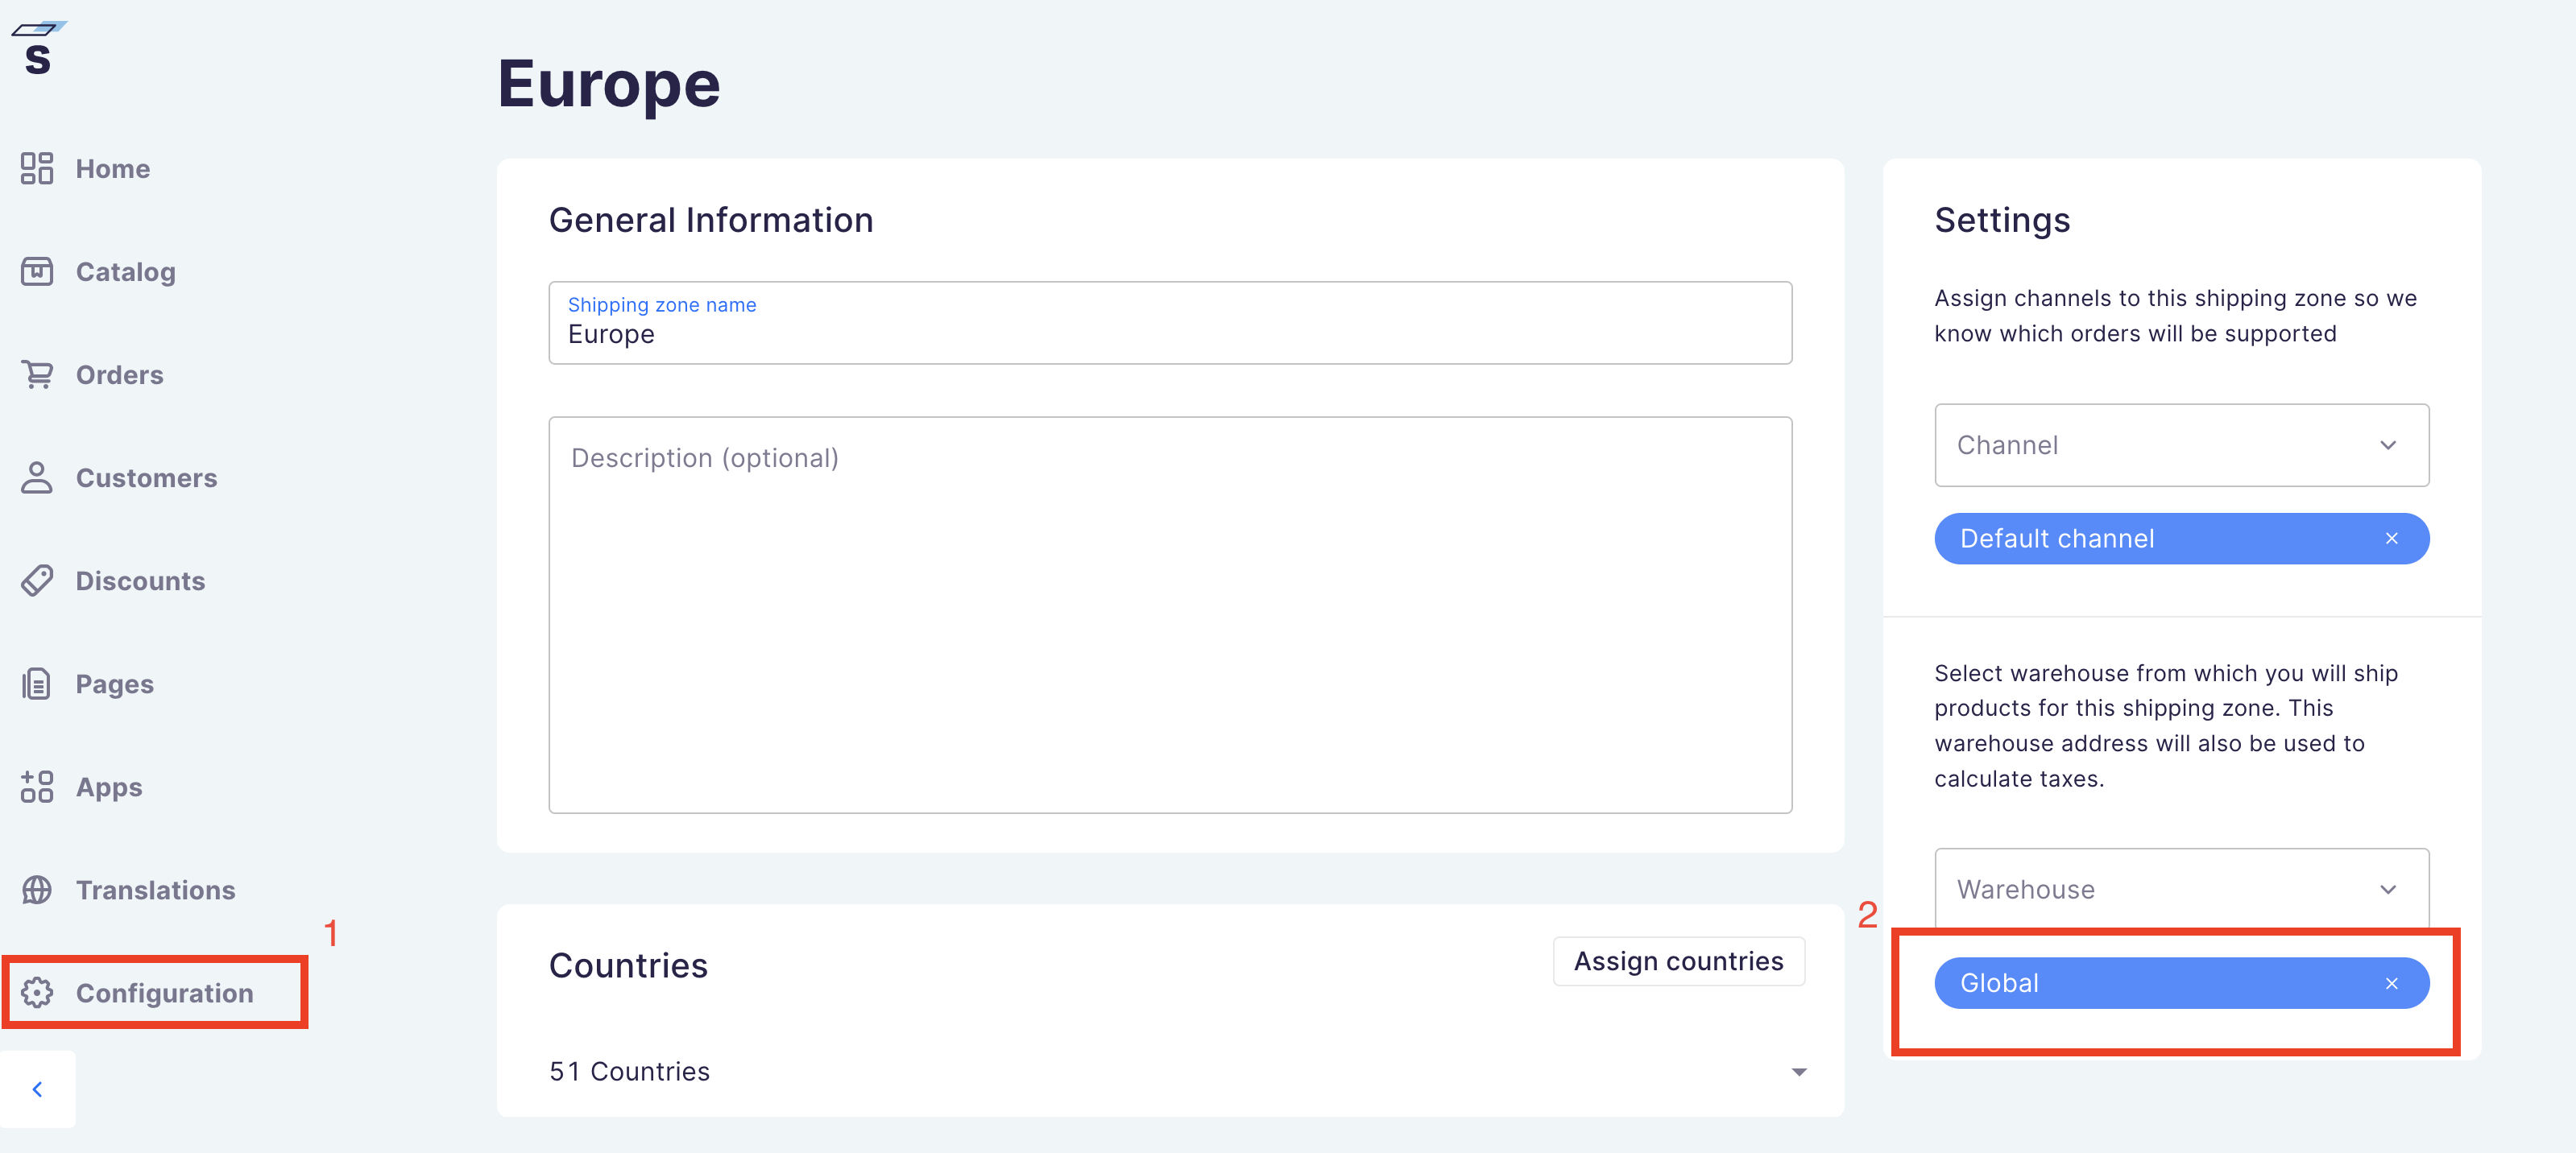 s
Home
Catalog
Orders
Customers
Discounts
Pages
Apps
Translations
1
Configuration
Europe
General Information
Shipping zone name
Europe
Description (optional)
Countries
Assign countries
51 Countries
Settings
Assign channels to this shipping zone so we
know which orders will be supported
Channel
Default channel
Select warehouse from which you will ship
products for this shipping zone. This
warehouse address will also be used to
calculate taxes.
Warehouse
2
Global